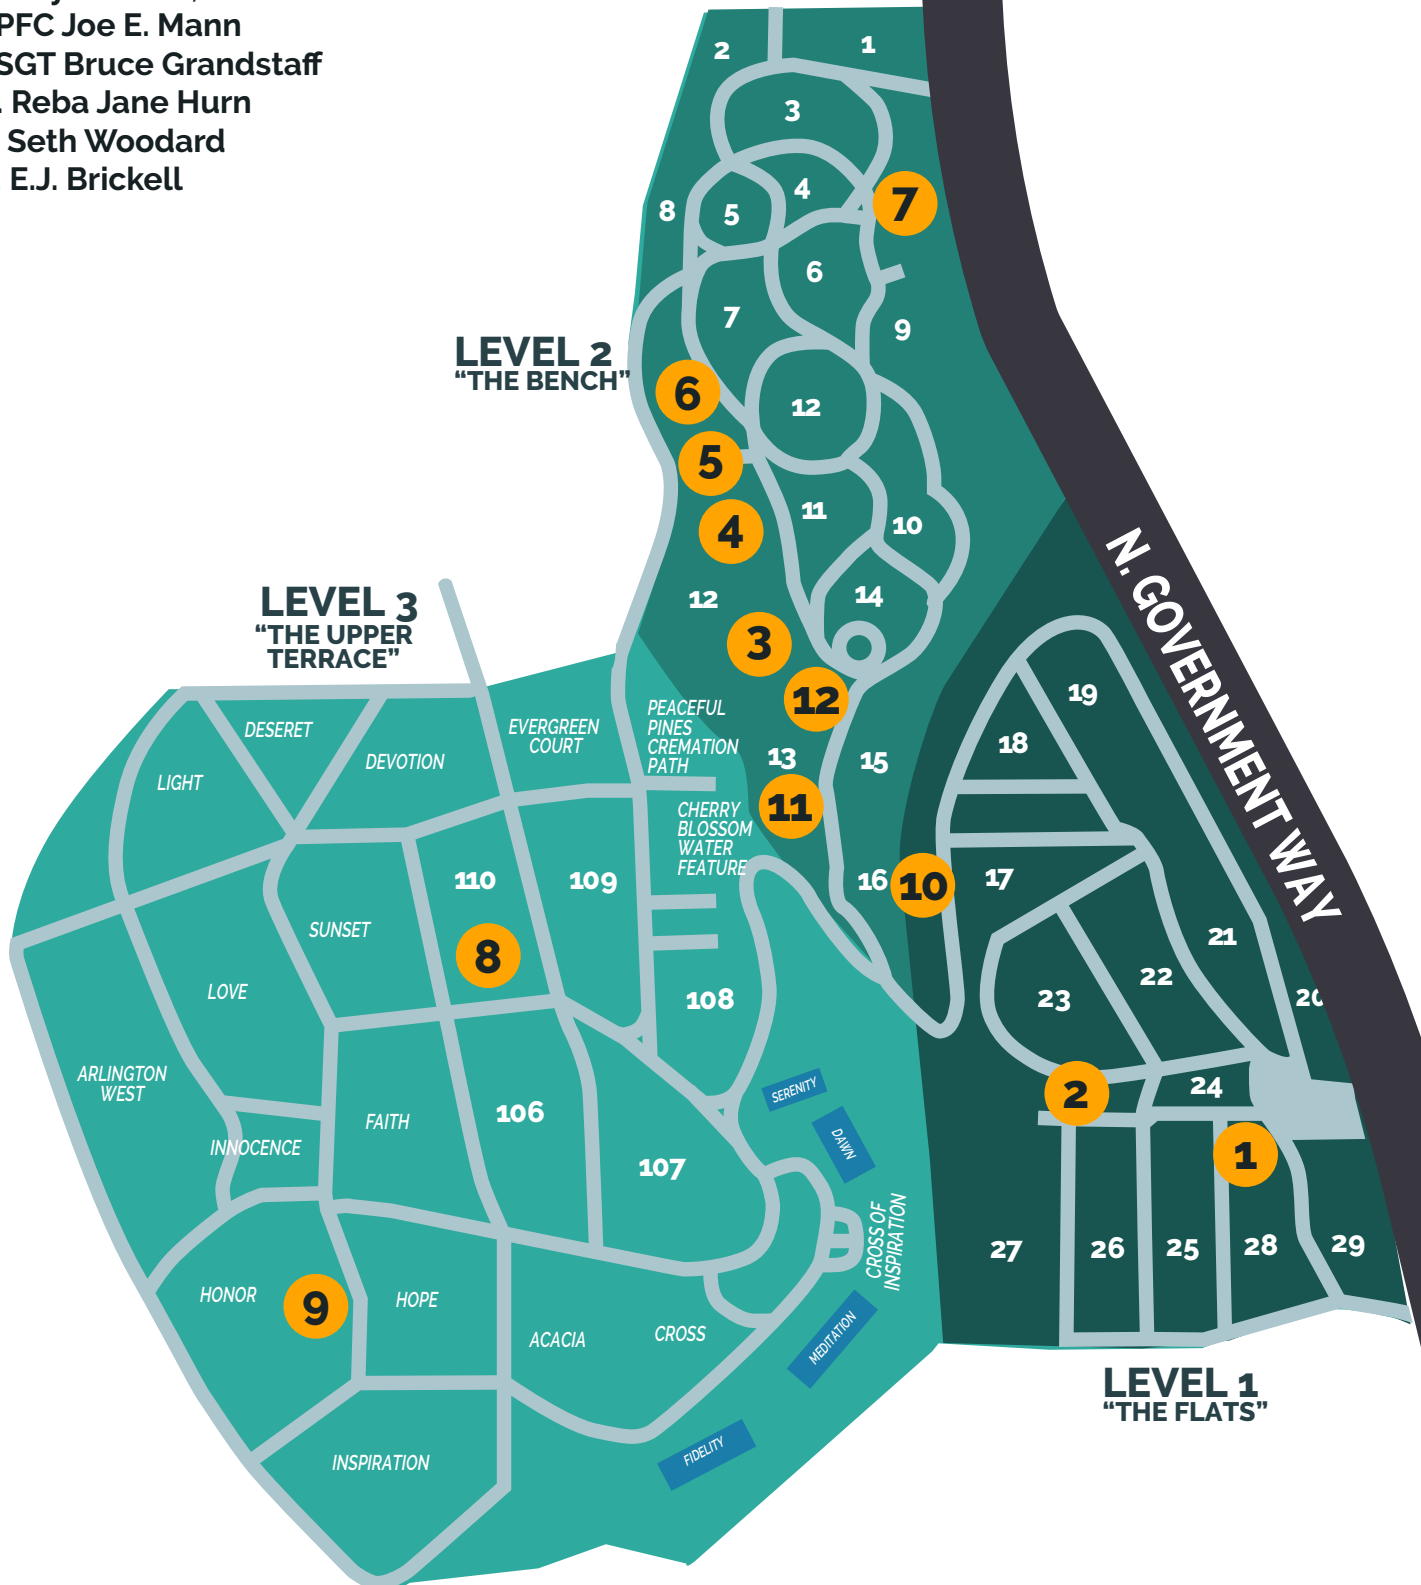 PFC Joe E. Mann
SGT Bruce Grandstaff
. Reba Jane Hurn
Seth Woodard
E.J. Brickell
2
1
3
4
7
8
5
6
7
9
LEVEL 2
“THE BENCH”
6
12
5
11
10
4
12
14
3
12
13
15
11
16
10
N. GOVERNMENT WAY
19
18
17
21
22
23
20
2
24
1
27
26
25
28
29
LEVEL 1
“THE FLATS”
LEVEL 3
“THE UPPER
TERRACE”
DESERET
DEVOTION
LIGHT
EVERGREEN
COURT
PEACEFUL
PINES
CREMATION
PATH
CHERRY
BLOSSOM
WATER
FEATURE
110
109
SUNSET
8
LOVE
108
ARLINGTON
WEST
FAITH
106
INNOCENCE
107
SERENITY
DAWN
CROSS OF
INSPIRATION
HONOR
9
HOPE
ACACIA
CROSS
MEDITATION
FIDELITY
INSPIRATION